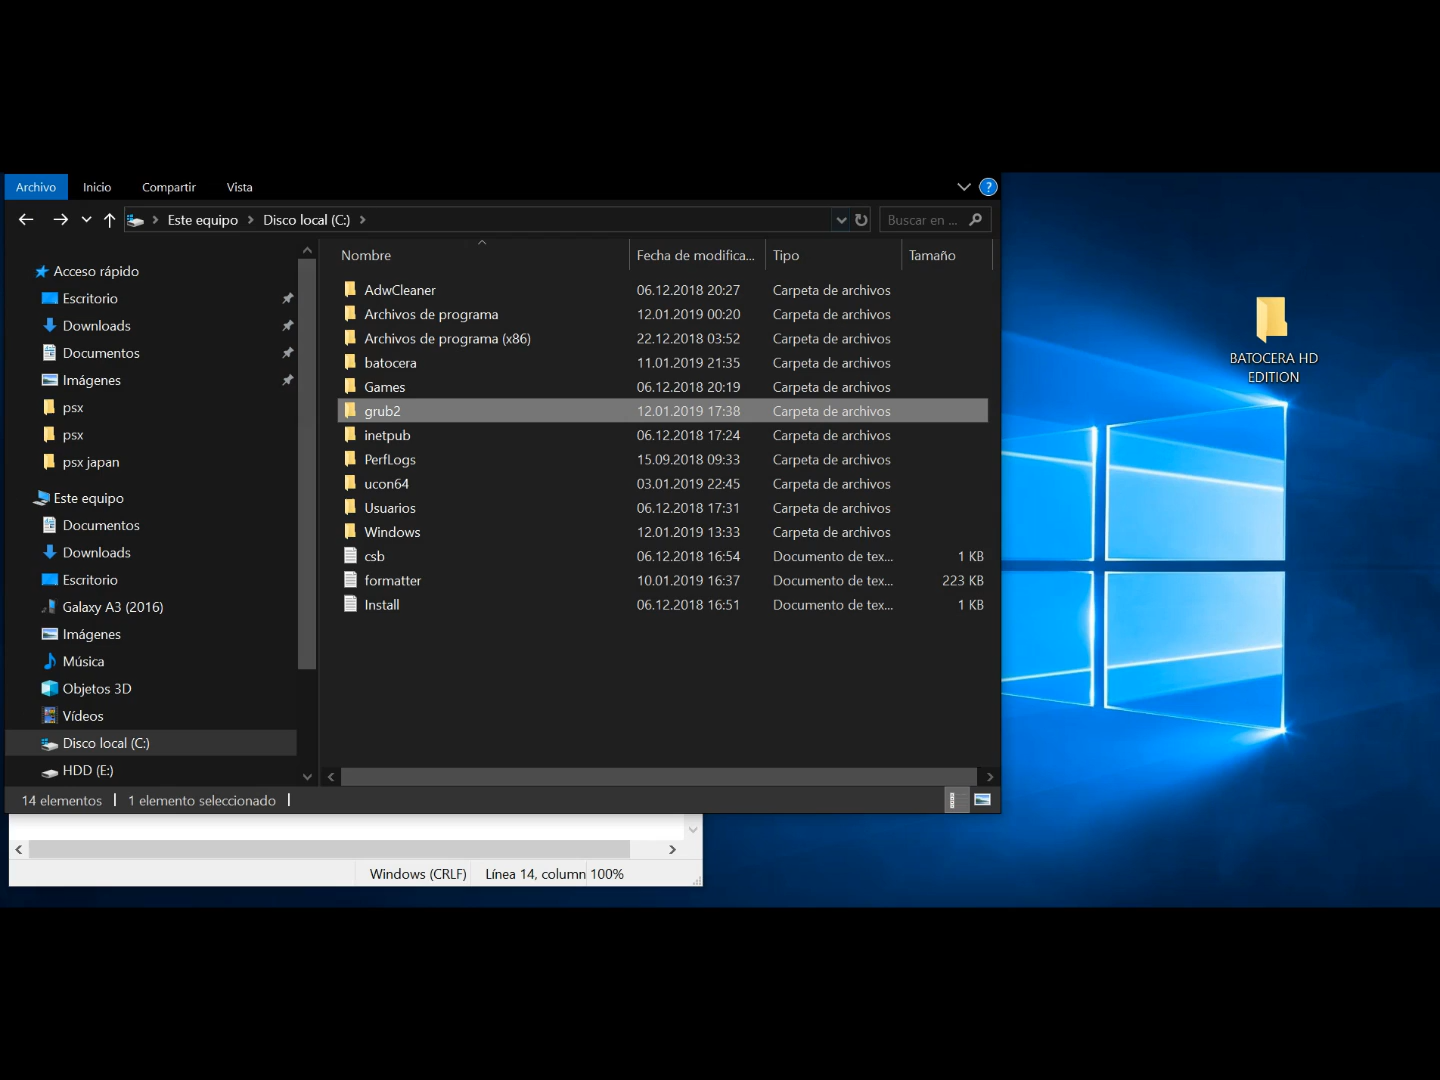 Archivo Inicio Compartir Vista
Este equipo Disco local (C:) Buscar en ...
Nombre Fecha de modifica... Tipo Tamaño
Acceso rápido
Escritorio
Downloads
Documentos
Imágenes
psx
psx
psx japan
Este equipo
Documentos
Downloads
Escritorio
Galaxy A3 (2016)
Imágenes
Música
Objetos 3D
Vídeos
Disco local (C:)
HDD (E:)
AdwCleaner 06.12.2018 20:27 Carpeta de archivos
Archivos de programa 12.01.2019 00:20 Carpeta de archivos
Archivos de programa (x86) 22.12.2018 03:52 Carpeta de archivos
batocera 11.01.2019 21:35 Carpeta de archivos
Games 06.12.2018 20:19 Carpeta de archivos
grub2 12.01.2019 17:38 Carpeta de archivos
inetpub 06.12.2018 17:24 Carpeta de archivos
PerfLogs 15.09.2018 09:33 Carpeta de archivos
ucon64 03.01.2019 22:45 Carpeta de archivos
Usuarios 06.12.2018 17:31 Carpeta de archivos
Windows 12.01.2019 13:33 Carpeta de archivos
csb 06.12.2018 16:54 Documento de tex... 1 KB
formatter 10.01.2019 16:37 Documento de tex... 223 KB
Install 06.12.2018 16:51 Documento de tex... 1 KB
14 elementos 1 elemento seleccionado
Windows (CRLF) Línea 14, column 100%
BATOCERA HD
EDITION